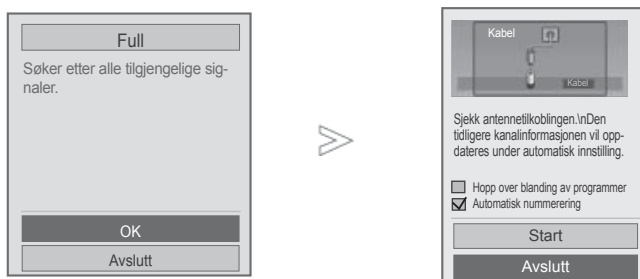 Full
Søker etter alle tilgjengelige sig-
naler.
OK
Avslutt
Kabel
Kabel
Sjekk antennetilkoblingen.\nDen
tidligere kanalinformasjonen vil opp-
dateres under automatisk innstilling.
Hopp over blanding av programmer
Automatisk nummerering
Start
Avslutt